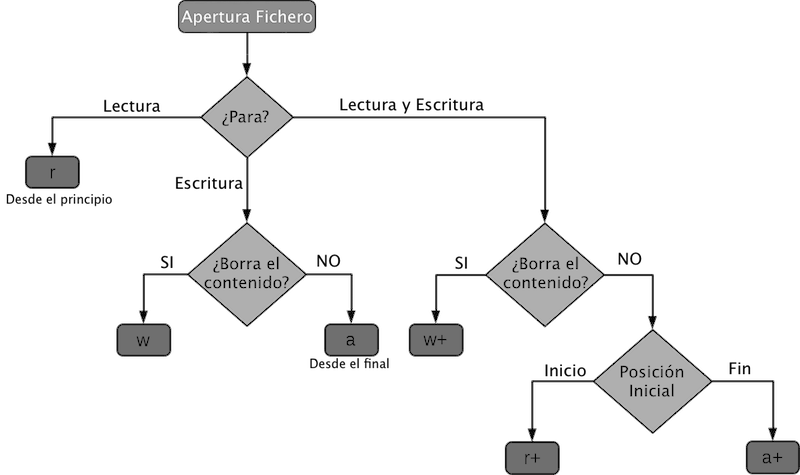 Apertura Fichero
¿Para?
Lectura
Lectura y Escritura
r
Desde el principio
Escritura
¿Borra el
contenido?
SI
NO
w
a
Desde el final
¿Borra el
contenido?
SI
NO
w+
Posición
Inicial
Inicio
Fin
r+
a+